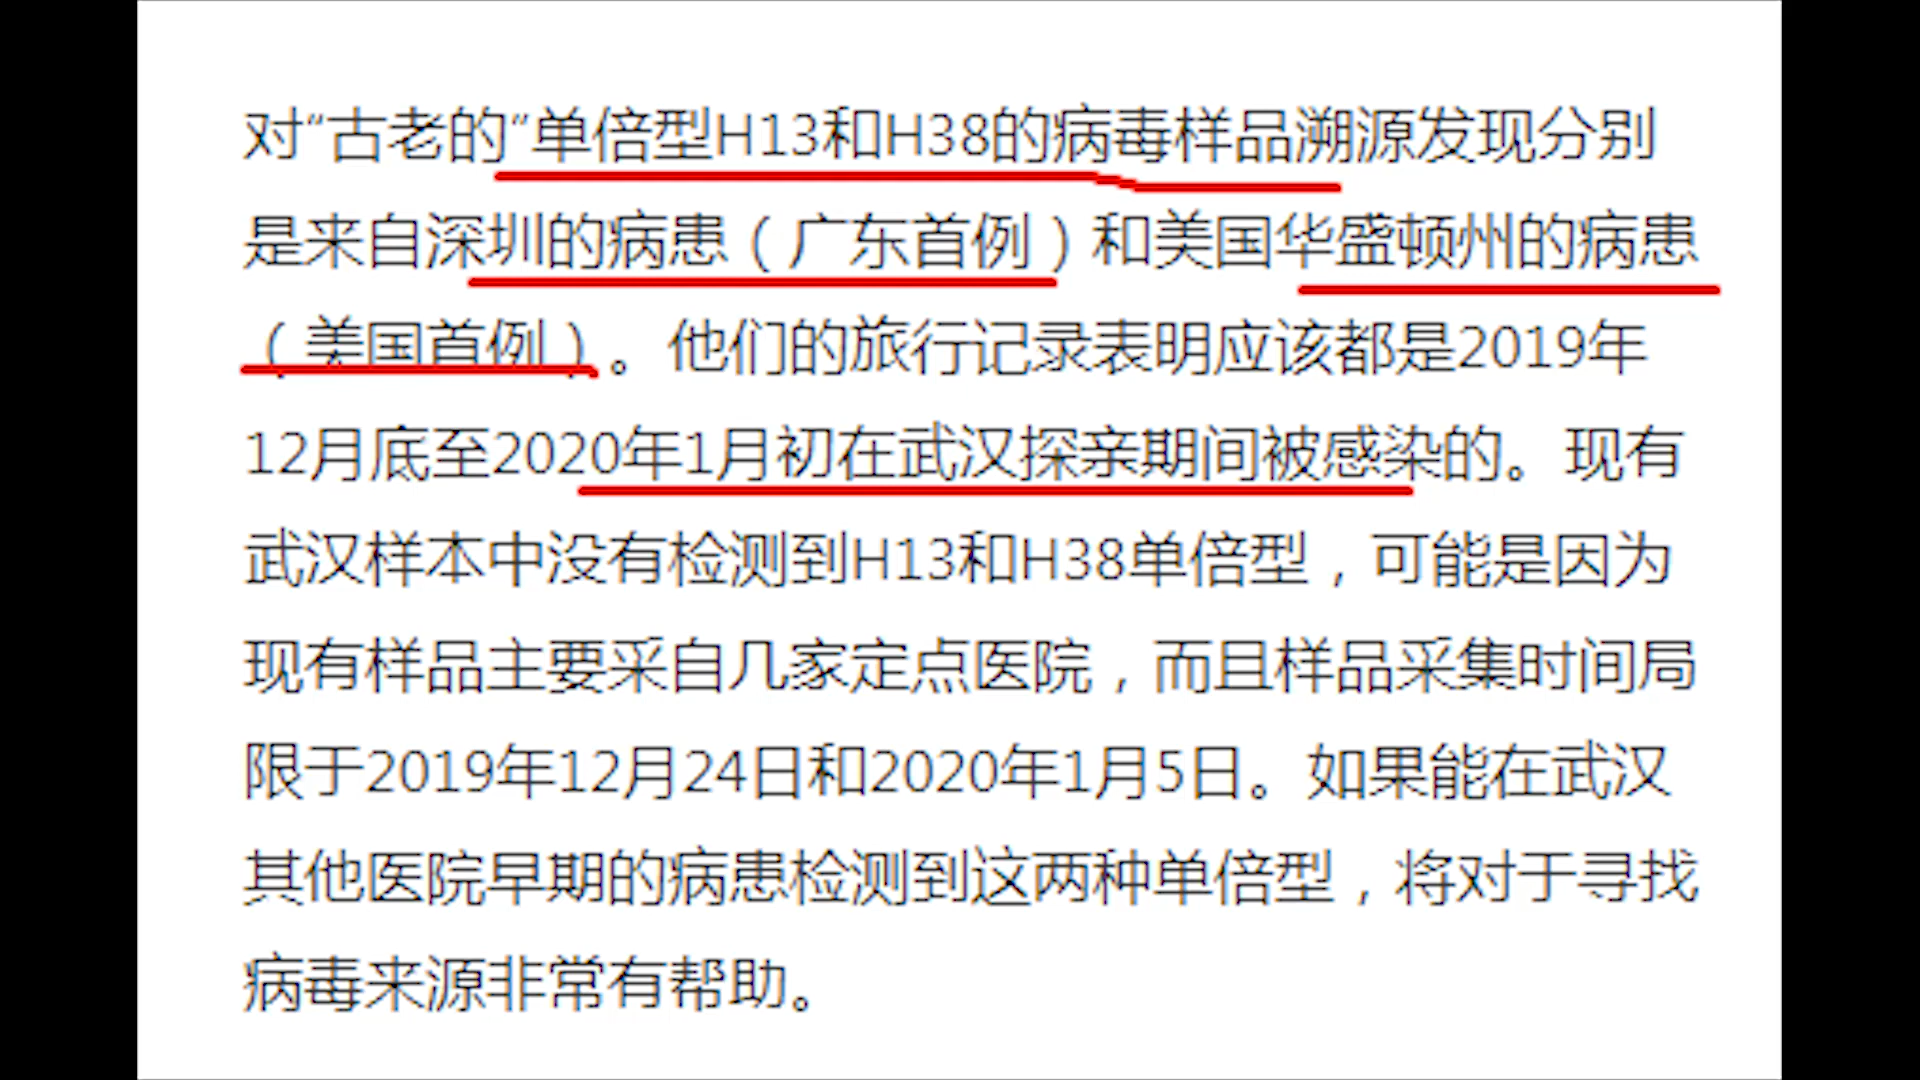 对“古老的”单倍型H13和H38的病毒样品溯源发现分别
是来自深圳的病患（广东首例）和美国华盛顿州的病患
（美国首例）。他们的旅行记录表明应该都是2019年
12月底至2020年1月初在武汉探亲期间被感染的。现有
武汉样本中没有检测到H13和H38单倍型，可能是因为
现有样品主要采自几家定点医院，而且样品采集时间局
限于2019年12月24日和2020年1月5日。如果能在武汉
其他医院早期的病患检测到这两种单倍型，将对于寻找
病毒来源非常有帮助。